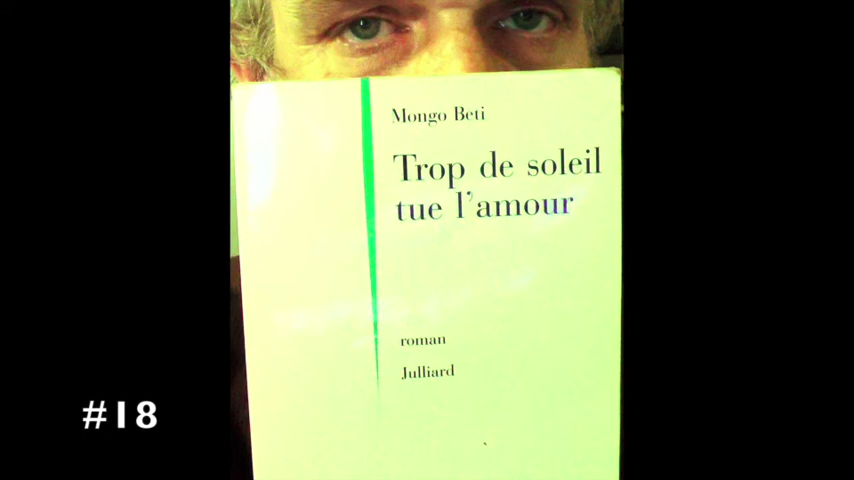 Mongo Beti
Trop de soleil
tue l'amour
roman
Julliard
#18